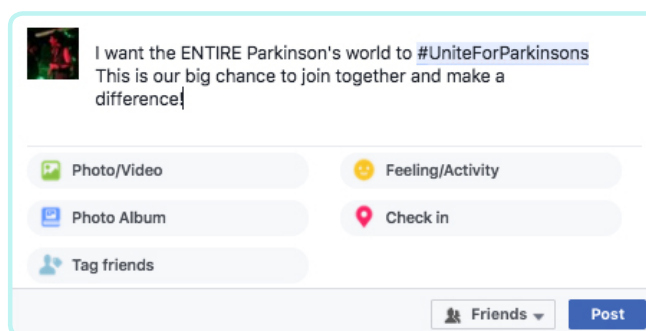 I want the ENTIRE Parkinson's world to #UniteForParkinsons
This is our big chance to join together and make a
difference!
Photo/Video
Feeling/Activity
Photo Album
Check in
Tag friends
Friends
Post